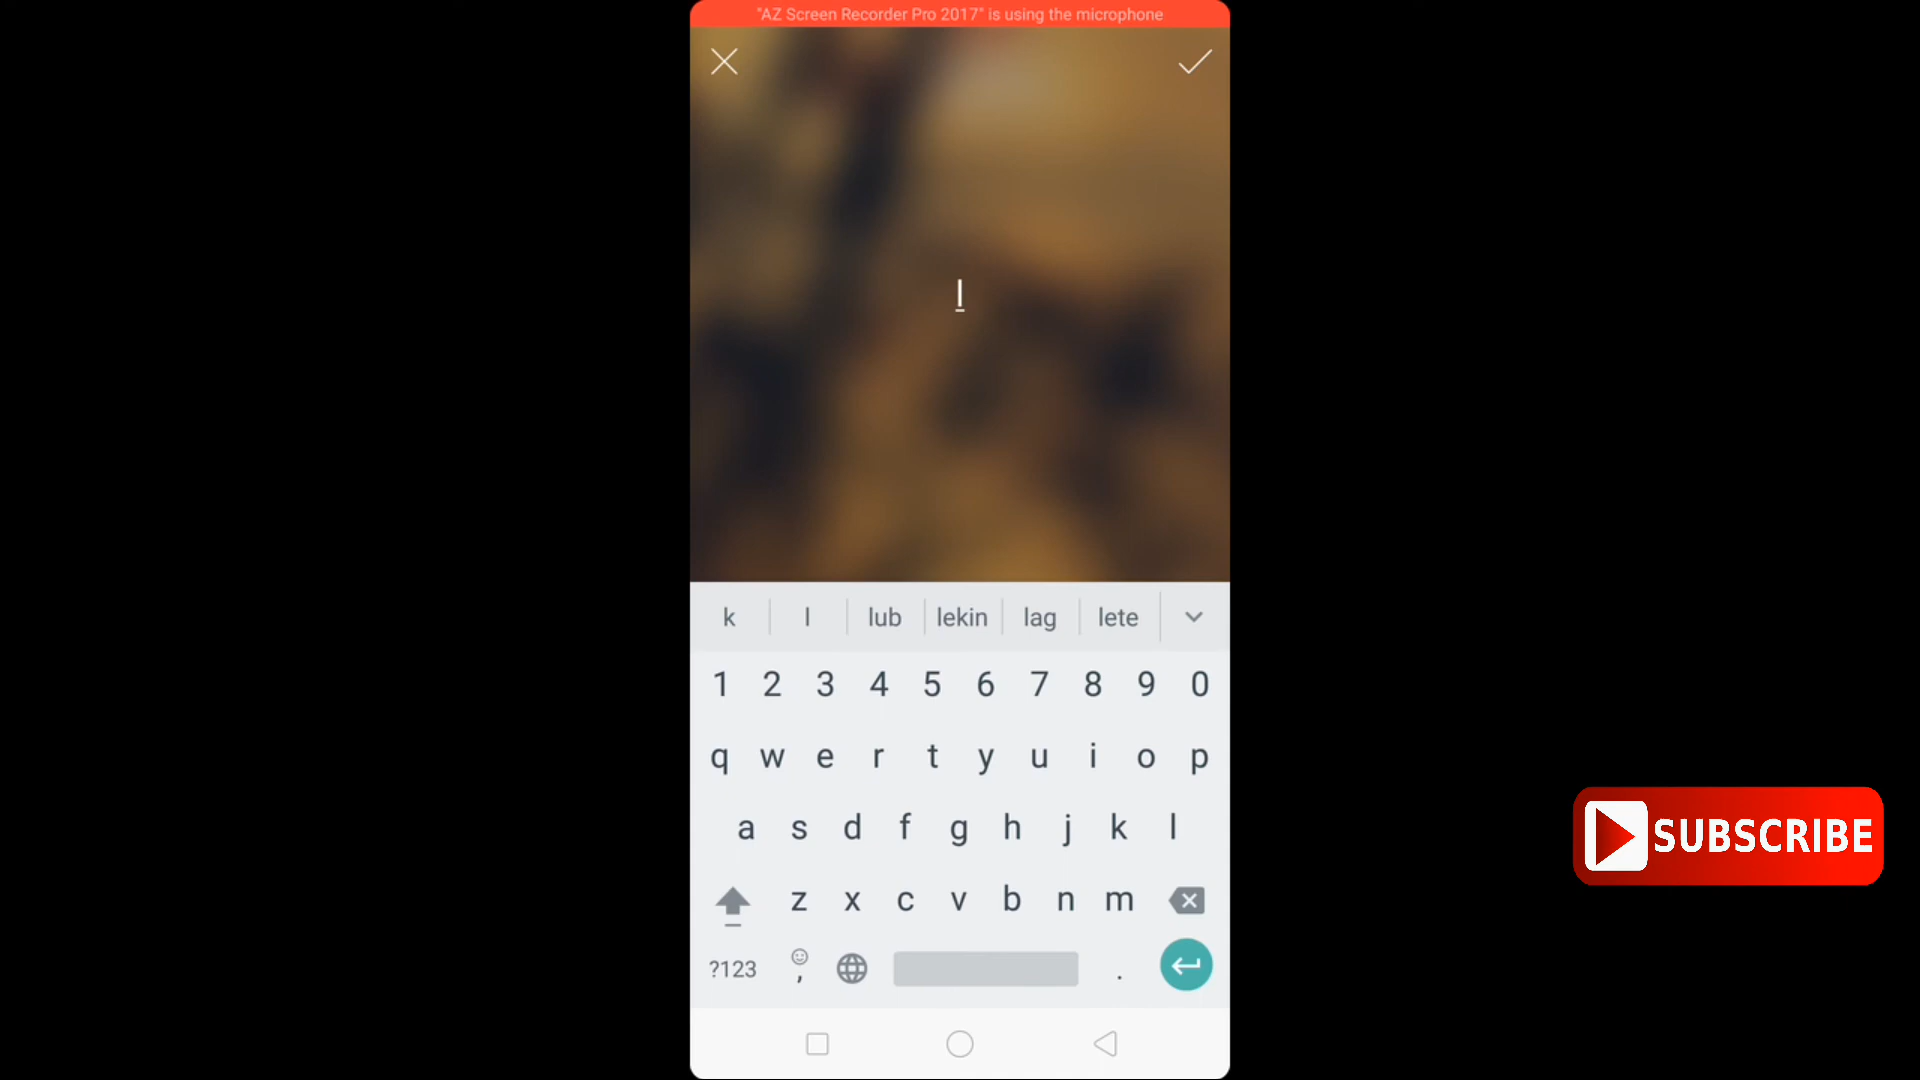 "AZ Screen Recorder Pro 2017" is using the microphone
l
k l lub lekin lag lete
1 2 3 4 5 6 7 8 9 0
q w e r t y u i o p
a s d f g h j k l
SUBSCRIBE
z x c v b n m
?123 , .